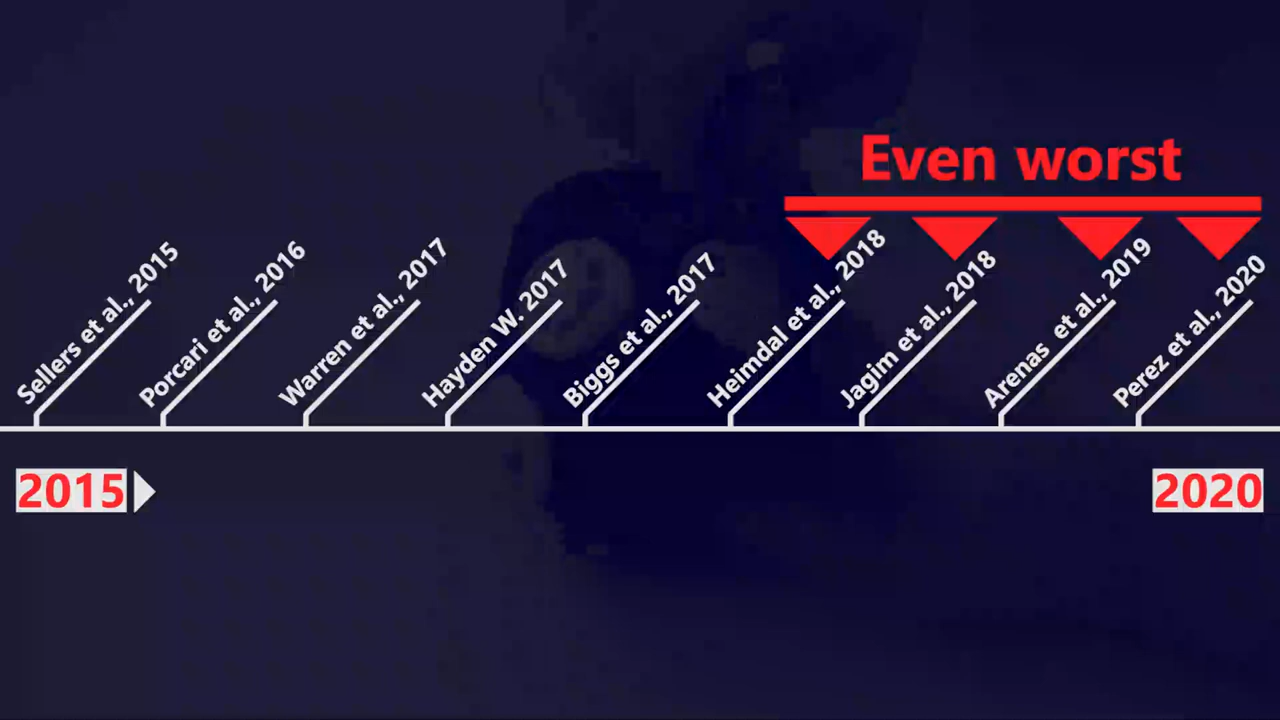 Even worst
Sellers et al., 2015
Porcari et al., 2016
Warren et al., 2017
Hayden W. 2017
Biggs et al., 2017
Heimdal et al., 2018
Jagim et al., 2018
Arenas  et al., 2019
Perez et al., 2020
2015
2020